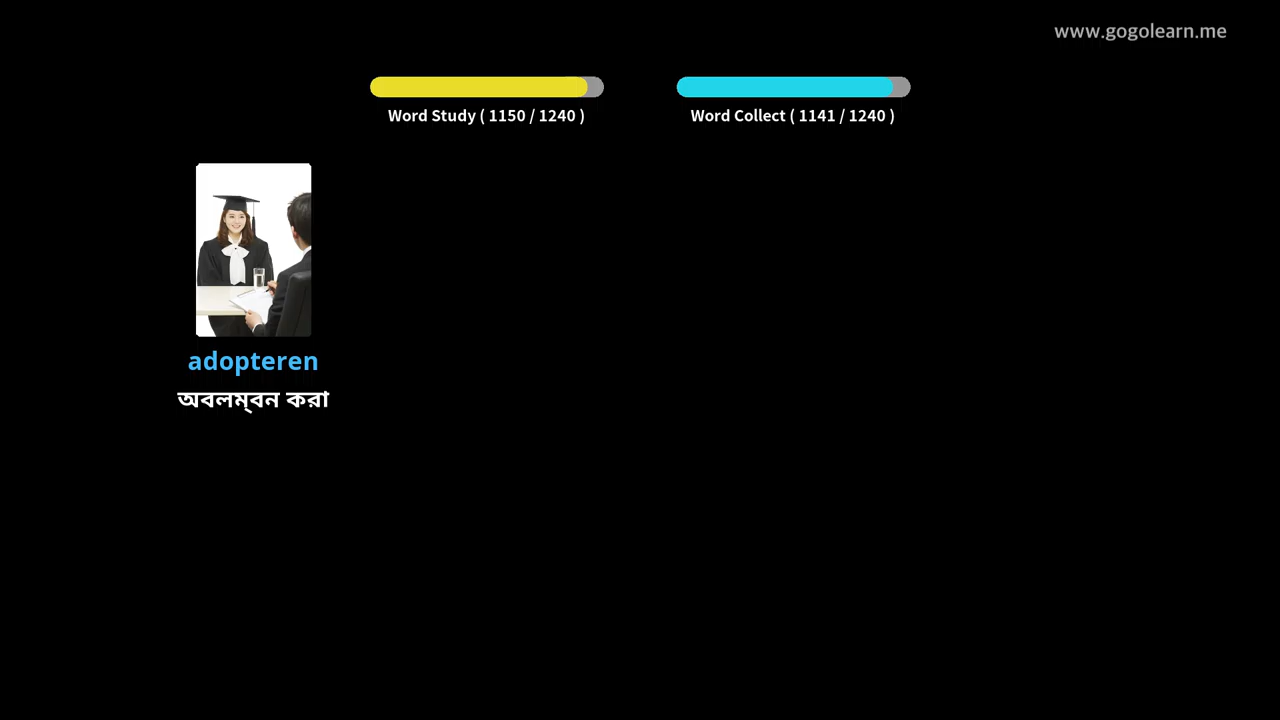 www.gogolearn.me
Word Study ( 1150 / 1240 )
Word Collect ( 1141 / 1240 )
adopteren
অবলম্বন করা